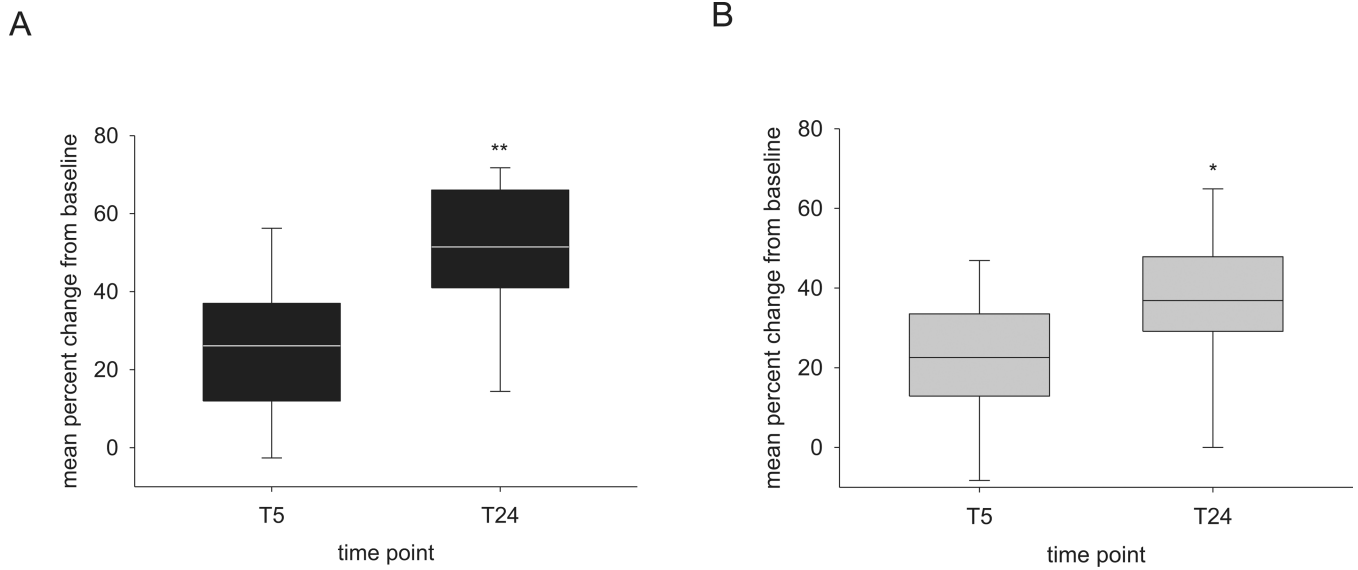 A
mean percent change from baseline
80
60
40
20
0
**
T5
T24
time point
B
mean percent change from baseline
80
60
40
20
0
*
T5
T24
time point